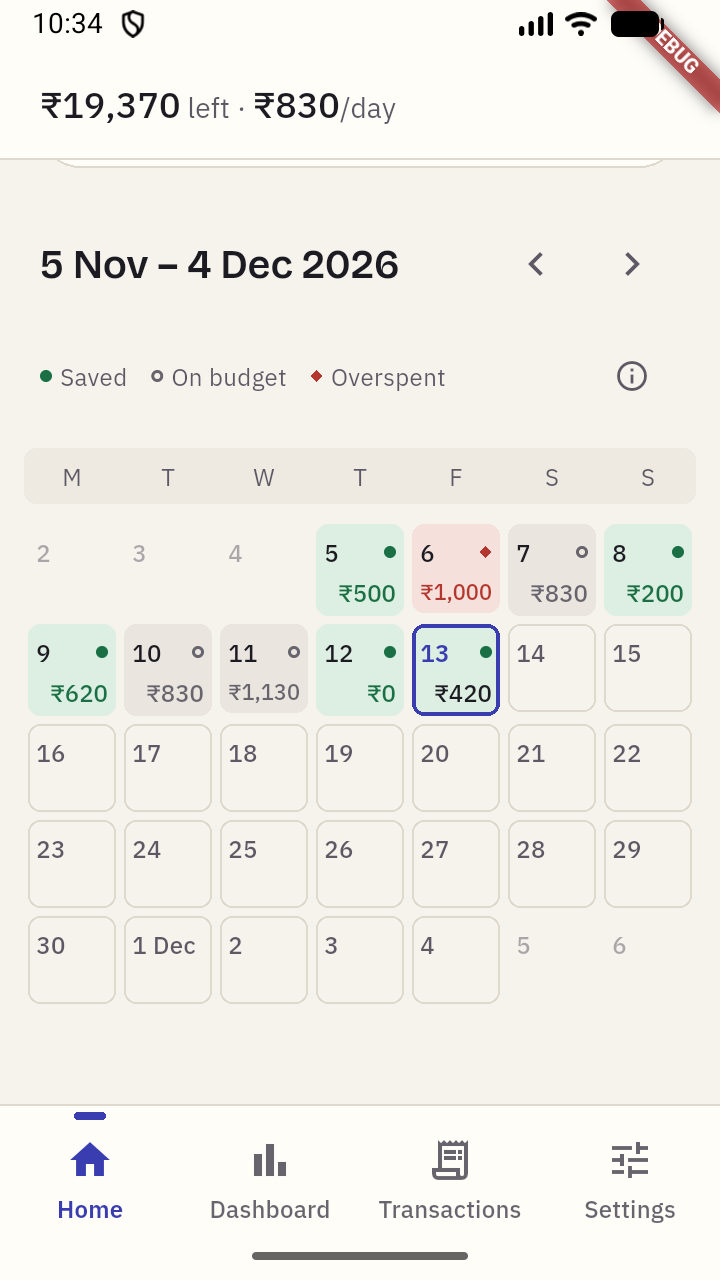 10:34
EBUG
₹19,370 left · ₹830/day
5 Nov – 4 Dec 2026
Saved On budget Overspent
M T W T F S S
2 3 4 5 6 7 8
₹500 ₹1,000 ₹830 ₹200
9 10 11 12 13 14 15
₹620 ₹830 ₹1,130 ₹0 ₹420
16 17 18 19 20 21 22
23 24 25 26 27 28 29
30 1 Dec 2 3 4 5 6
Home Dashboard Transactions Settings